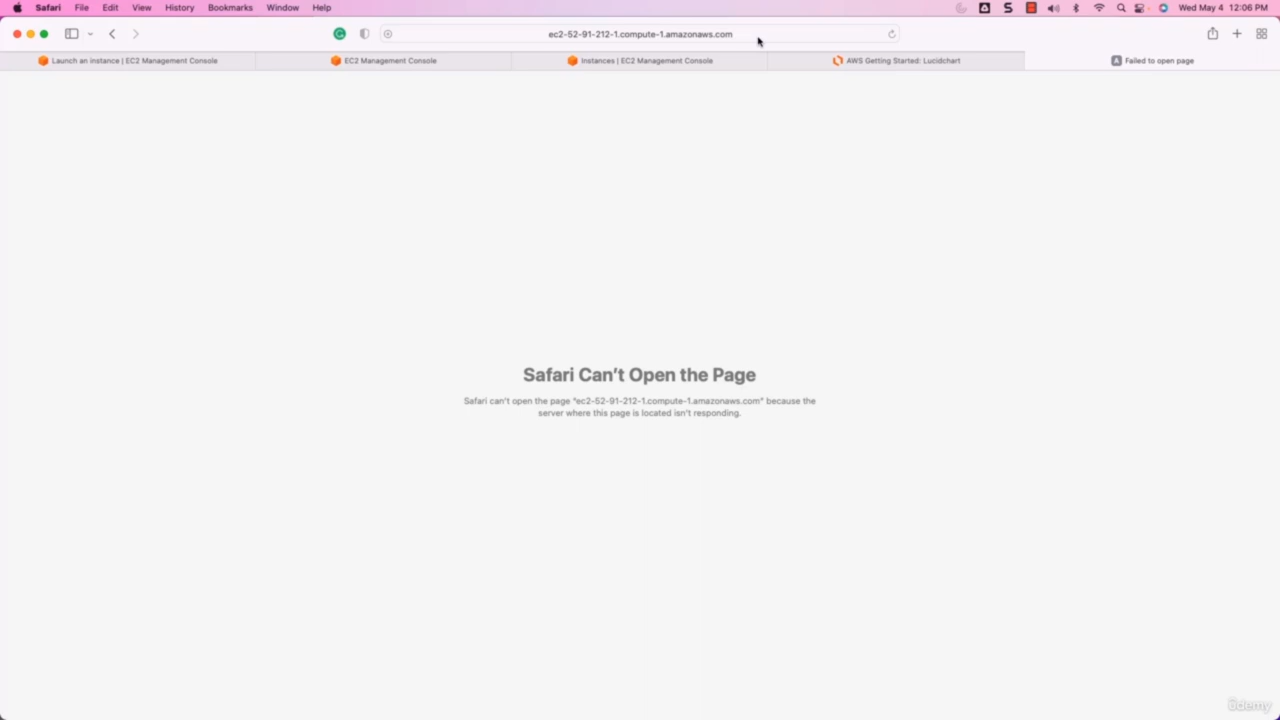 Safari File Edit View History Bookmarks Window Help
Wed May 4 12:06 PM
ec2-52-91-212-1.compute-1.amazonaws.com
Launch an instance | EC2 Management Console
EC2 Management Console
Instances | EC2 Management Console
AWS Getting Started: Lucidchart
Failed to open page
Safari Can't Open the Page
Safari can't open the page "ec2-52-91-212-1.compute-1.amazonaws.com" because the
server where this page is located isn't responding.
ûdemy